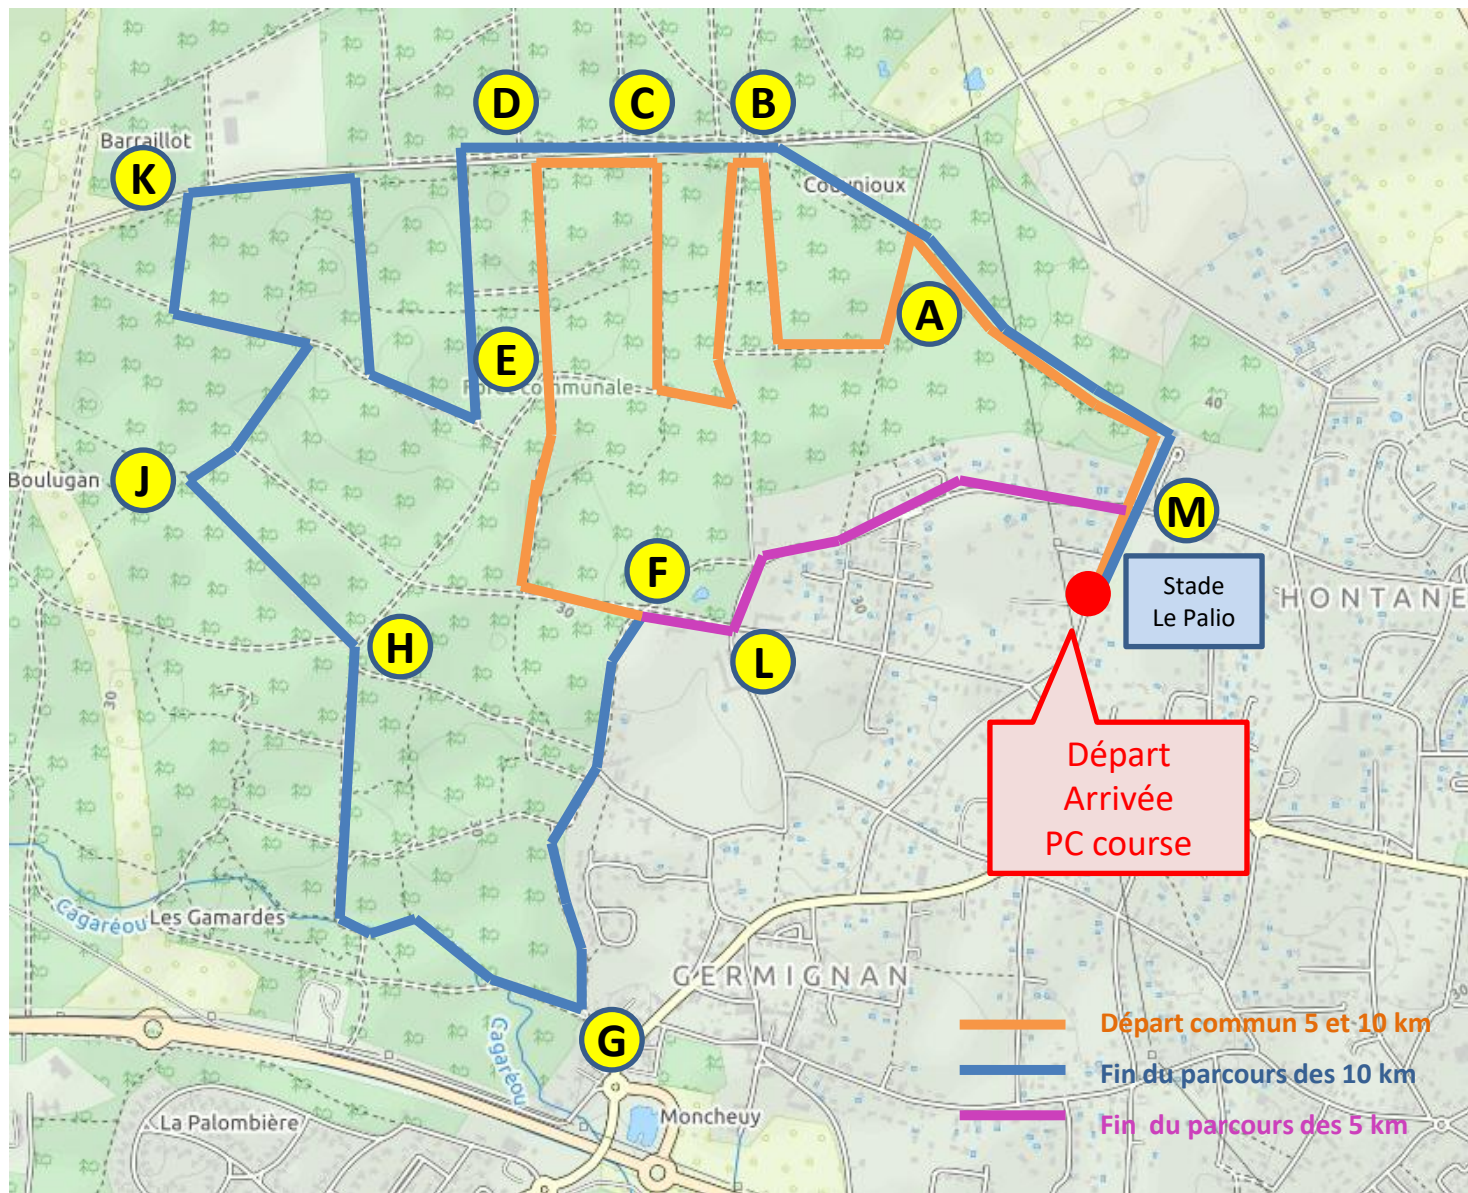 D
C
B
Barraillot
K
Couynioux
A
E
Forêt communale
40
Boulugan
J
M
F
Stade
Le Palio
HONTANE
30
30
H
L
30
Départ
Arrivée
PC course
Cagaréou
Les Gamardes
GERMIGNAN
30
Cagaréou
G
Départ commun 5 et 10 km
Fin du parcours des 10 km
Moncheuy
La Palombière
Fin du parcours des 5 km